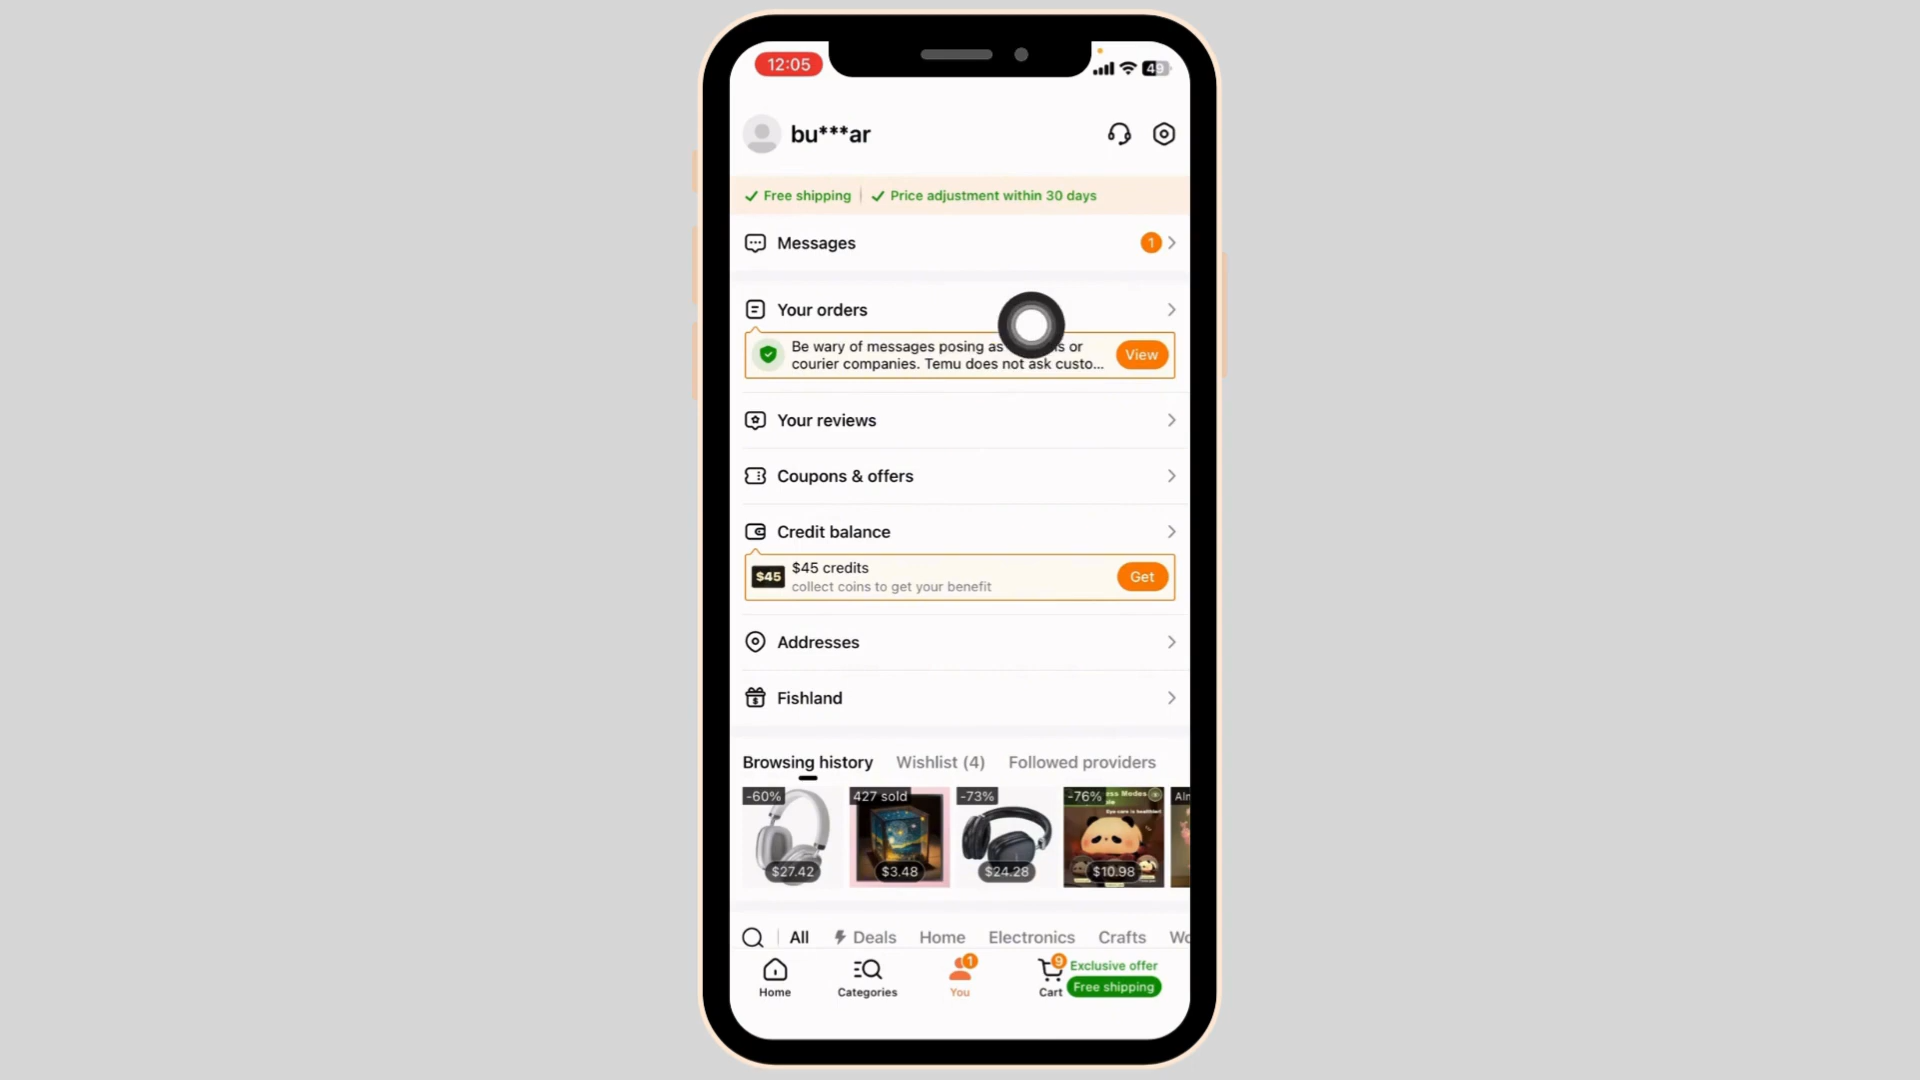 12:05
49
bu***ar
Free shipping
Price adjustment within 30 days
Messages
1
Your orders
Be wary of messages posing as or
courier companies. Temu does not ask custo...
View
Your reviews
Coupons & offers
Credit balance
$45
$45 credits
collect coins to get your benefit
Get
Addresses
Fishland
Browsing history Wishlist (4) Followed providers
-60%
427 sold
-73%
-76%
$27.42
$3.48
$24.28
$10.98
All Deals Home Electronics Crafts
1
9
Exclusive offer
Free shipping
Home
Categories
You
Cart